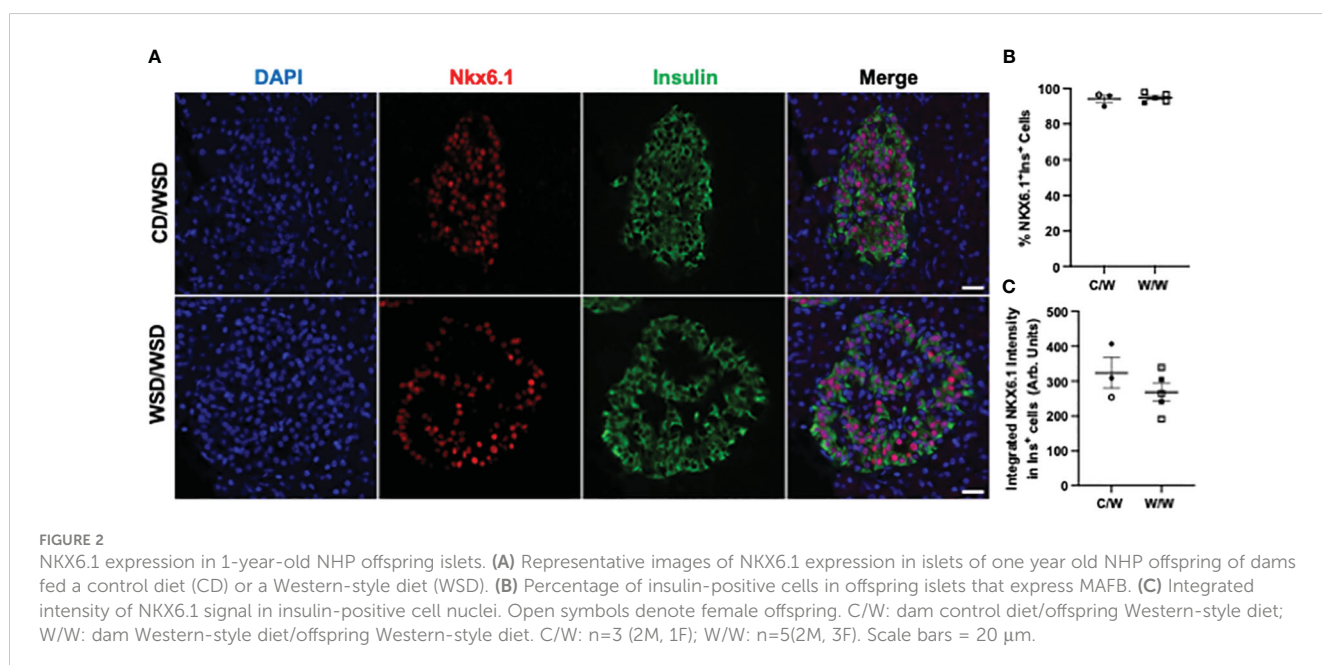 A
DAPI
Nkx6.1
Insulin
Merge
CD/WSD
WSD/WSD
B
% NKX6.1⁺Ins⁺ Cells
100
80
60
40
20
0
C/W
W/W
C
Integrated NKX6.1 Intensity
in Ins⁺ cells (Arb. Units)
500
400
300
200
100
0
C/W
W/W
FIGURE 2
NKX6.1 expression in 1-year-old NHP offspring islets. (A) Representative images of NKX6.1 expression in islets of one year old NHP offspring of dams
fed a control diet (CD) or a Western-style diet (WSD). (B) Percentage of insulin-positive cells in offspring islets that express MAFB. (C) Integrated
intensity of NKX6.1 signal in insulin-positive cell nuclei. Open symbols denote female offspring. C/W: dam control diet/offspring Western-style diet;
W/W: dam Western-style diet/offspring Western-style diet. C/W: n=3 (2M, 1F); W/W: n=5(2M, 3F). Scale bars = 20 μm.